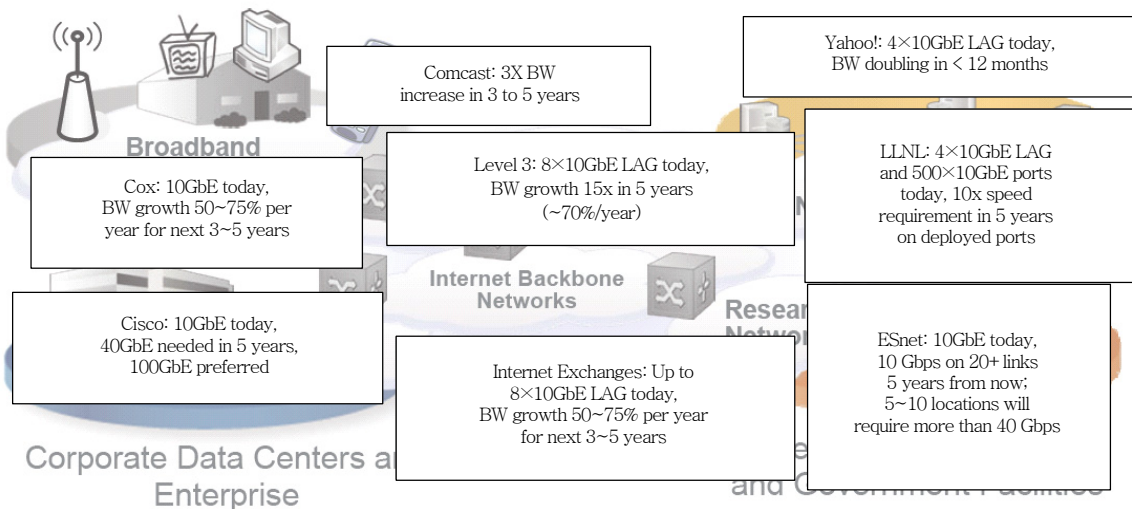 Comcast: 3X BW
increase in 3 to 5 years
Yahoo!: 4×10GbE LAG today,
BW doubling in < 12 months
Broadband
Cox: 10GbE today,
BW growth 50~75% per
year for next 3~5 years
Level 3: 8×10GbE LAG today,
BW growth 15x in 5 years
(~70%/year)
LLNL: 4×10GbE LAG
and 500×10GbE ports
today, 10x speed
requirement in 5 years
on deployed ports
Internet Backbone
Networks
Cisco: 10GbE today,
40GbE needed in 5 years,
100GbE preferred
Internet Exchanges: Up to
8×10GbE LAG today,
BW growth 50~75% per year
for next 3~5 years
ESnet: 10GbE today,
10 Gbps on 20+ links
5 years from now;
5~10 locations will
require more than 40 Gbps
Corporate Data Centers
Enterprise
and Government Facilities